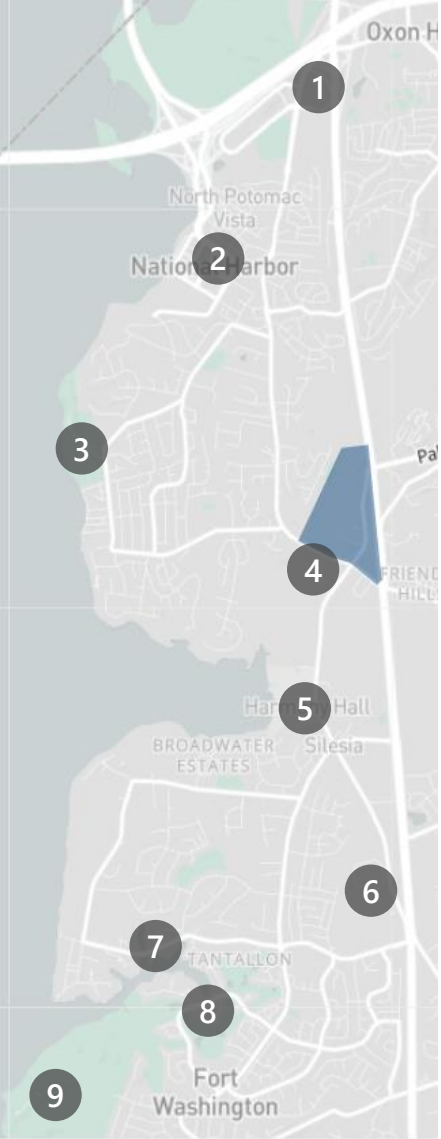 Oxon H
1
North Potomac
Vista
2
National Harbor
3
Pa
4
FRIEND
HILL
5
Harmony Hall
Silesia
BROADWATER
ESTATES
6
7
TANTALLON
8
Fort
Washington
9